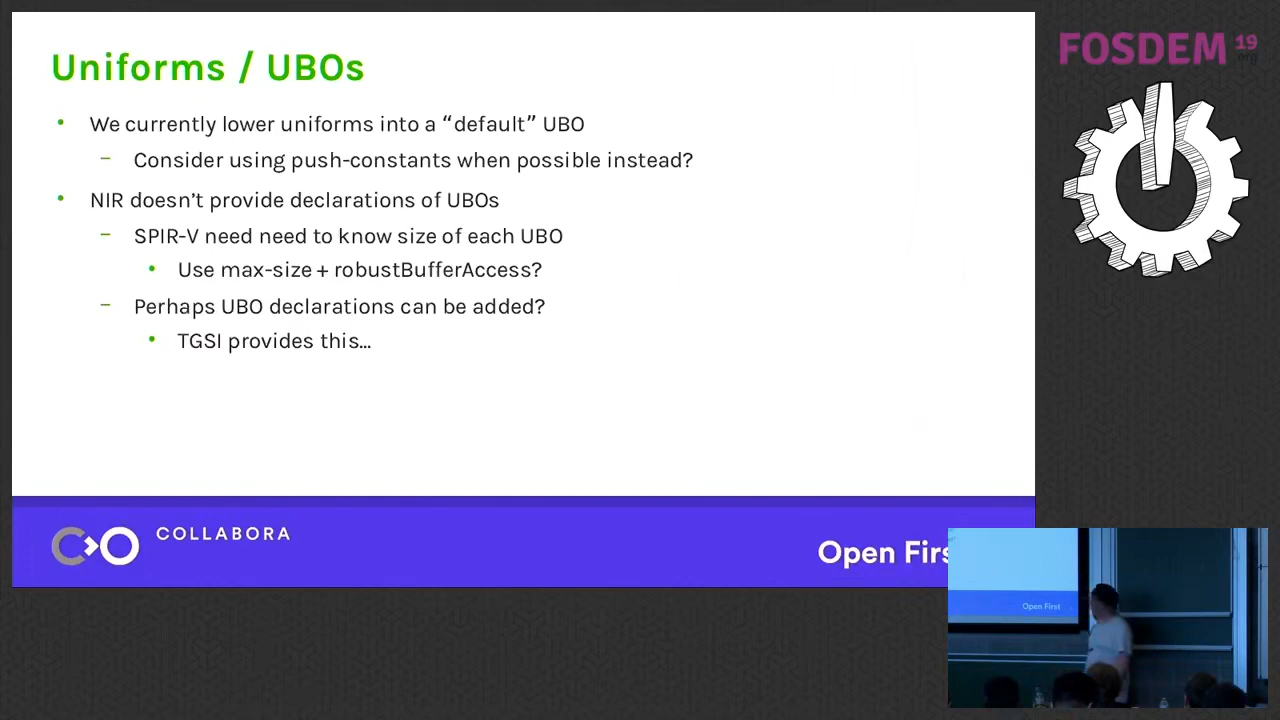 Uniforms / UBOs
• We currently lower uniforms into a “default” UBO
– Consider using push-constants when possible instead?
• NIR doesn’t provide declarations of UBOs
– SPIR-V need need to know size of each UBO
• Use max-size + robustBufferAccess?
– Perhaps UBO declarations can be added?
• TGSI provides this...
COLLABORA
Open Firs
FOSDEM 19
.org
Open First